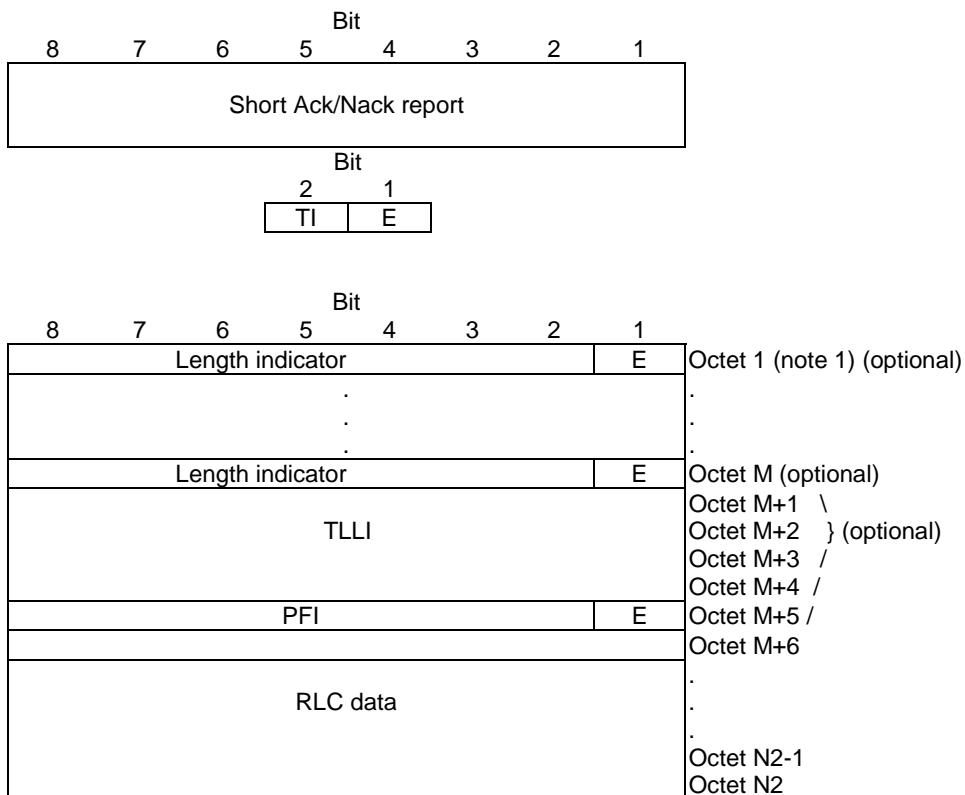 Bit
8 7 6 5 4 3 2 1
Short Ack/Nack report
Bit
2 1
TI E
Bit
8 7 6 5 4 3 2 1
Length indicator E Octet 1 (note 1) (optional)
. .
. .
. .
Length indicator E Octet M (optional)
Octet M+1 \
TLLI Octet M+2 } (optional)
Octet M+3 /
Octet M+4 /
PFI E Octet M+5 /
Octet M+6
.
RLC data .
.
Octet N2-1
Octet N2